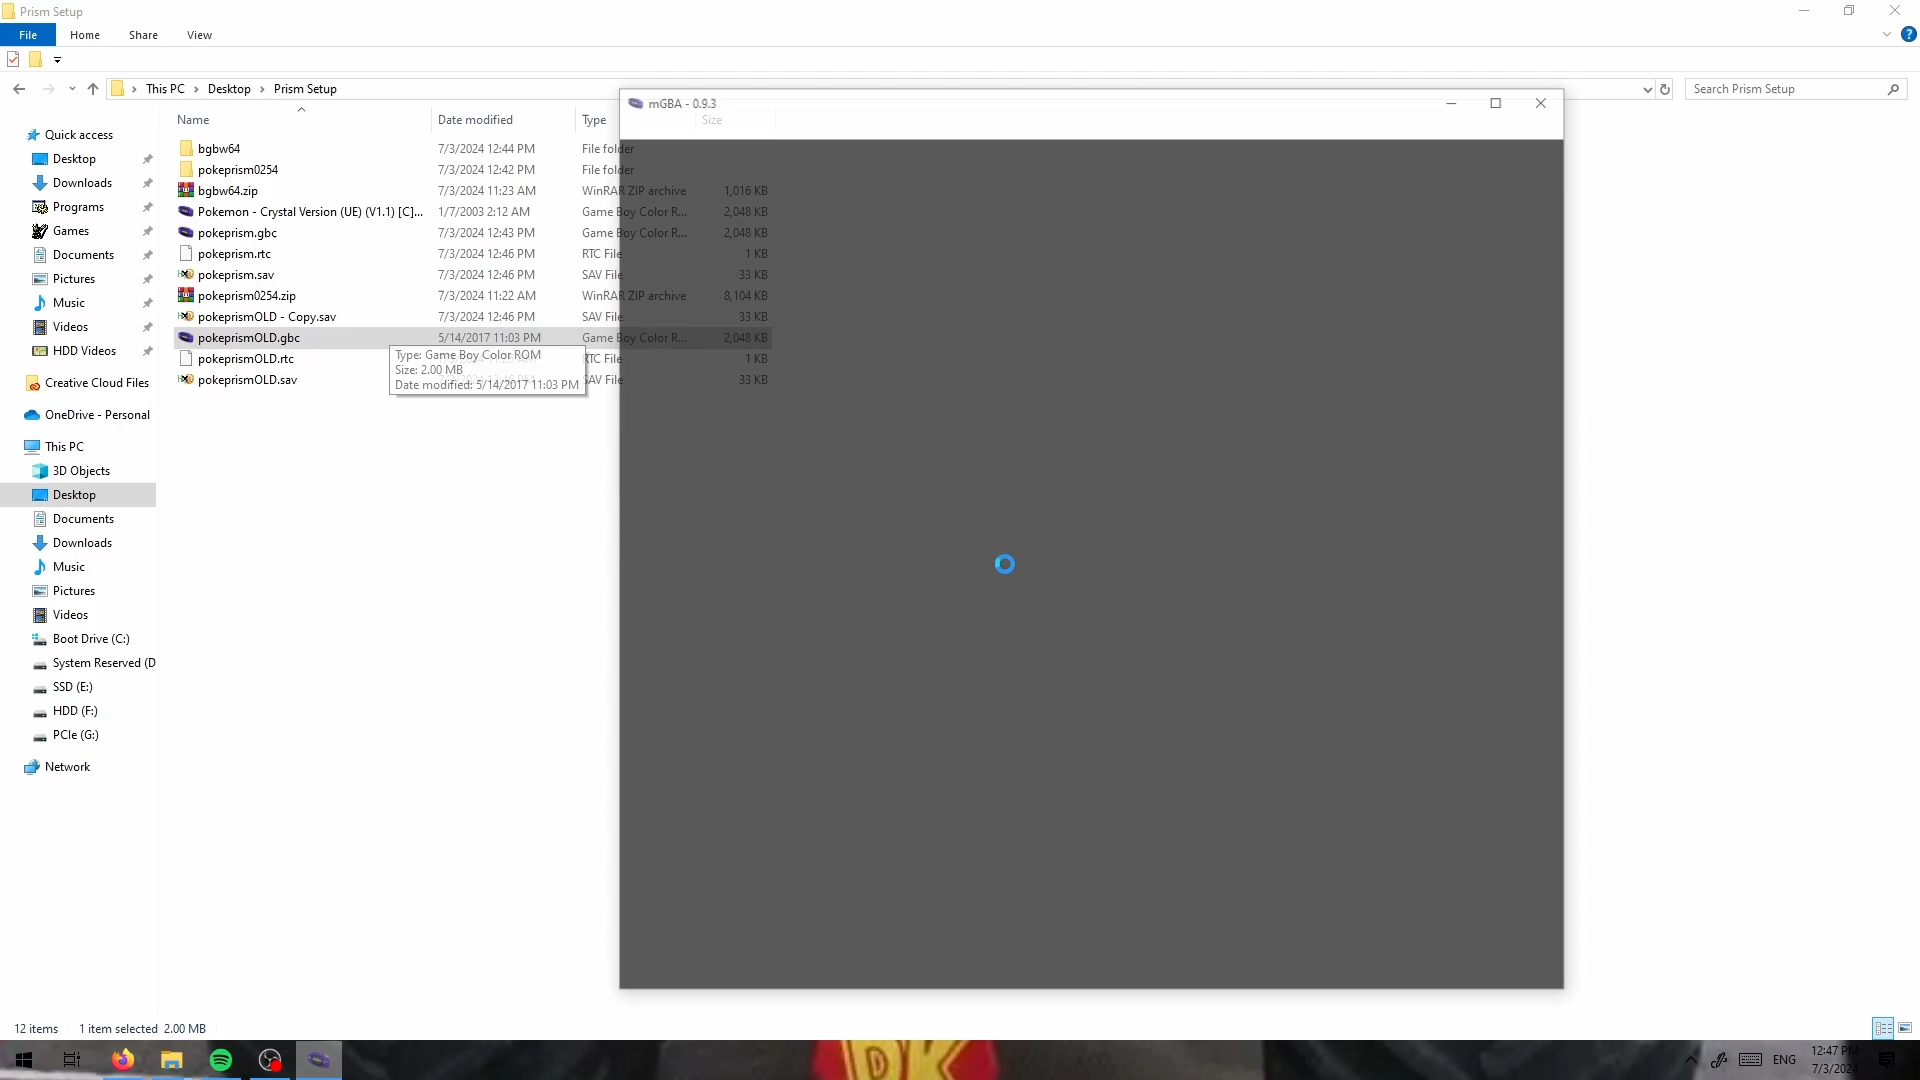 Prism Setup
File Home Share View
This PC Desktop Prism Setup
Search Prism Setup
mGBA - 0.9.3
Name Date modified Type Size
bgbw64 7/3/2024 12:44 PM File folder
pokeprism0254 7/3/2024 12:42 PM File folder
bgbw64.zip 7/3/2024 11:23 AM WinRAR ZIP archive 1,016 KB
Pokemon - Crystal Version (UE) (V1.1) [C]... 1/7/2003 2:12 AM Game Boy Color R... 2,048 KB
pokeprism.gbc 7/3/2024 12:43 PM Game Boy Color R... 2,048 KB
pokeprism.rtc 7/3/2024 12:46 PM RTC File 1 KB
pokeprism.sav 7/3/2024 12:46 PM SAV File 33 KB
pokeprism0254.zip 7/3/2024 11:22 AM WinRAR ZIP archive 8,104 KB
pokeprismOLD - Copy.sav 7/3/2024 12:46 PM SAV File 33 KB
pokeprismOLD.gbc 5/14/2017 11:03 PM Game Boy Color R... 2,048 KB
pokeprismOLD.rtc RTC File 1 KB
pokeprismOLD.sav SAV File 33 KB
Type: Game Boy Color ROM
Size: 2.00 MB
Date modified: 5/14/2017 11:03 PM
Quick access
Desktop
Downloads
Programs
Games
Documents
Pictures
Music
Videos
HDD Videos
Creative Cloud Files
OneDrive - Personal
This PC
3D Objects
Desktop
Documents
Downloads
Music
Pictures
Videos
Boot Drive (C:)
System Reserved (D
SSD (E:)
HDD (F:)
PCIe (G:)
Network
12 items 1 item selected 2.00 MB
DK
ENG
12:47 PM
7/3/2024